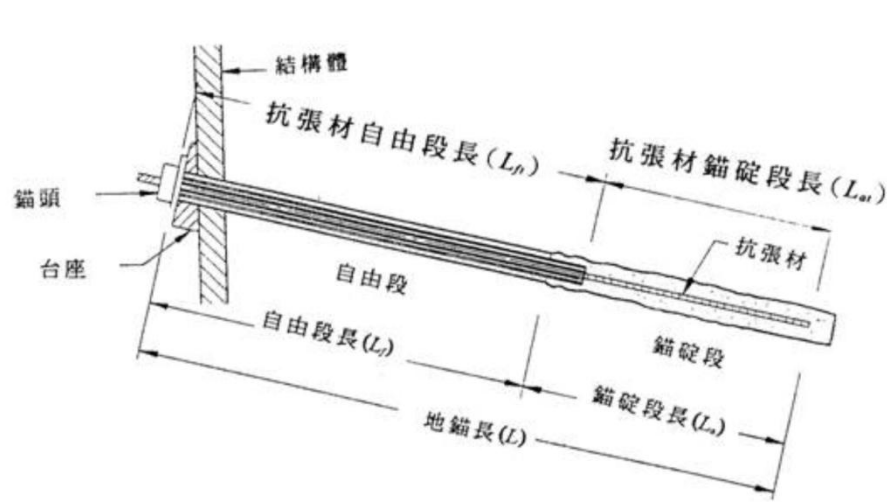 結構體
抗張材自由段長(Lft)
抗張材錨碇段長(Lat)
錨頭
抗張材
台座
自由段
自由段長(Lf)
錨碇段
錨碇段長(La)
地錨長(L)